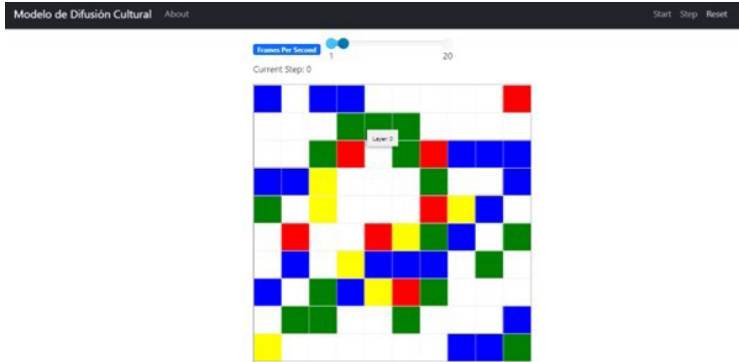 Modelo de Difusión Cultural About Start Step Reset
Frames Per Second
1 20
Current Step: 0
Layer: 0